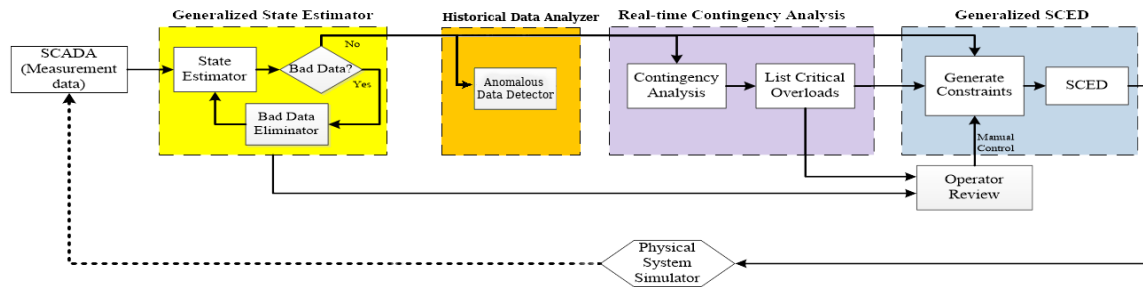 Generalized State Estimator
Historical Data Analyzer
Real-time Contingency Analysis
Generalized SCED
SCADA
(Measurement
data)
State
Estimator
Bad Data?
No
Yes
Bad Data
Eliminator
Anomalous
Data Detector
Contingency
Analysis
List Critical
Overloads
Generate
Constraints
SCED
Manual
Control
Operator
Review
Physical
System
Simulator